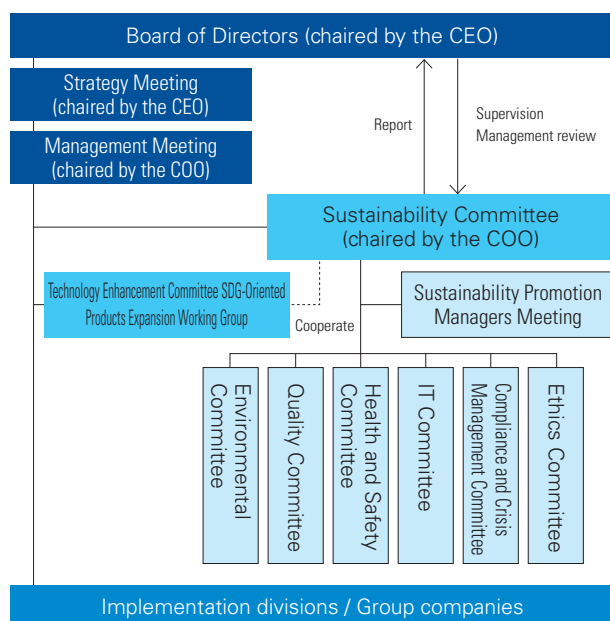 Board of Directors (chaired by the CEO)
Strategy Meeting
(chaired by the CEO)
Management Meeting
(chaired by the COO)
Report
Supervision
Management review
Sustainability Committee
(chaired by the COO)
Technology Enhancement Committee SDG-Oriented
Products Expansion Working Group
Cooperate
Sustainability Promotion
Managers Meeting
Environmental
Committee
Quality Committee
Health and Safety
Committee
IT Committee
Compliance and Crisis
Management Committee
Ethics Committee
Implementation divisions / Group companies